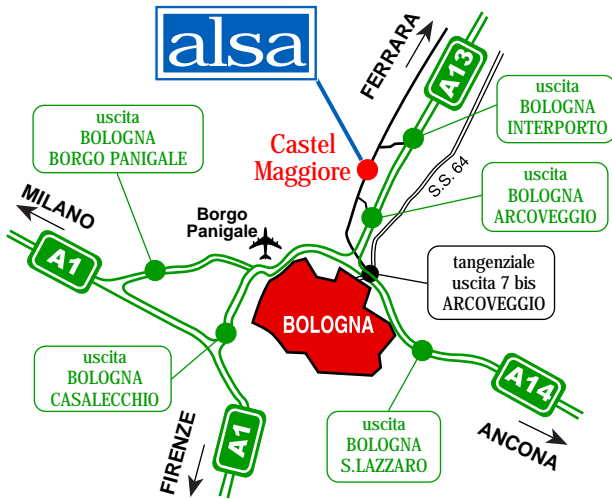 alsa
FERRARA
A13
uscita
BOLOGNA
BORGO PANIGALE
uscita
BOLOGNA
INTERPORTO
Castel
Maggiore
S.S. 64
MILANO
A1
Borgo
Panigale
uscita
BOLOGNA
ARCOVEGGIO
tangenziale
uscita 7 bis
ARCOVEGGIO
BOLOGNA
uscita
BOLOGNA
CASALECCHIO
A1
FIRENZE
uscita
BOLOGNA
S.LAZZARO
A14
ANCONA